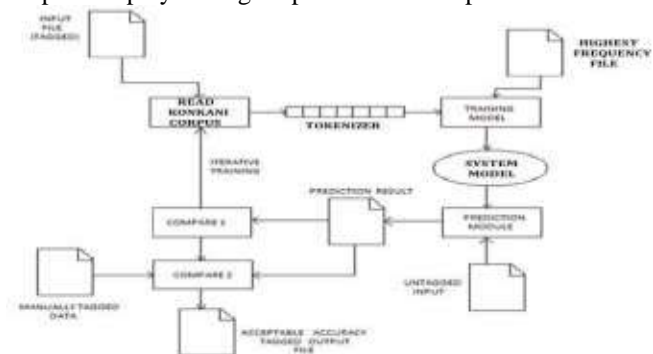 INPUT
FILE
(TAGGED)
HIGHEST
FREQUENCY
FILE
READ
KONKANI
CORPUS
TOKENIZER
TRAINING
MODEL
SYSTEM
MODEL
ITERATIVE
TRAINING
PREDICTION RESULT
COMPARE 1
PREDICTION
MODULE
COMPARE 2
MANUALLY TAGGED
DATA
UNTAGGED
INPUT
ACCEPTABLE ACCURACY
TAGGED OUTPUT
FILE